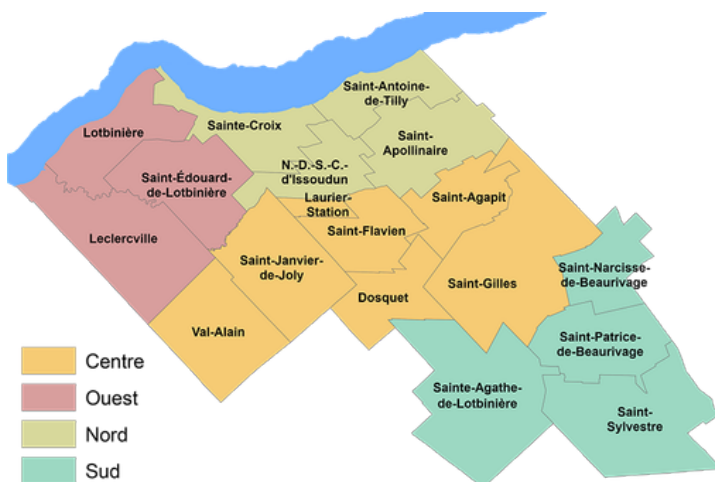 Saint-Antoine-
de-Tilly
Lotbinière
Sainte-Croix
Saint-
Apollinaire
N.-D.-S.-C.-
d'Issoudun
Saint-Édouard-
de-Lotbinière
Laurier-
Station
Saint-Agapit
Leclercville
Saint-Flavien
Saint-Janvier-
de-Joly
Saint-Narcisse-
de-Beaurivage
Saint-Gilles
Dosquet
Val-Alain
Saint-Patrice-
de-Beaurivage
Sainte-Agathe-
de-Lotbinière
Saint-
Sylvestre
Centre
Ouest
Nord
Sud